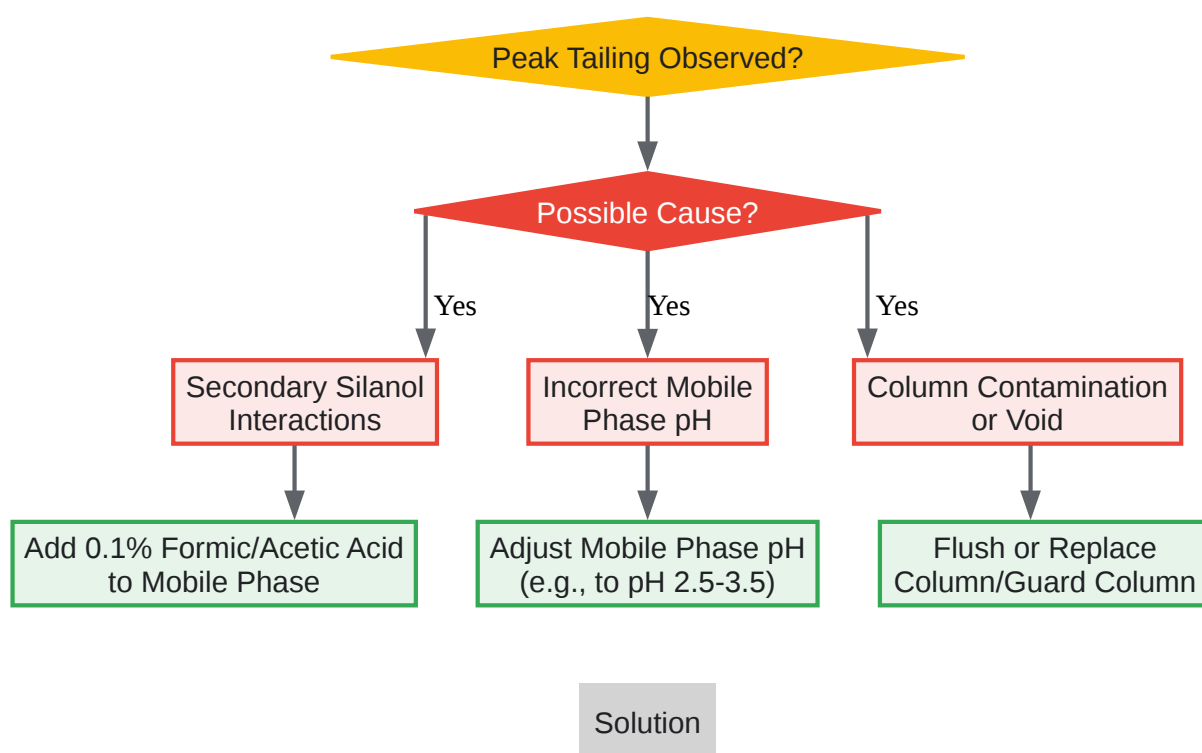 Peak Tailing Observed?
Possible Cause?
Yes
Yes
Yes
Secondary Silanol
Interactions
Incorrect Mobile
Phase pH
Column Contamination
or Void
Add 0.1% Formic/Acetic Acid
to Mobile Phase
Adjust Mobile Phase pH
(e.g., to pH 2.5-3.5)
Flush or Replace
Column/Guard Column
Solution